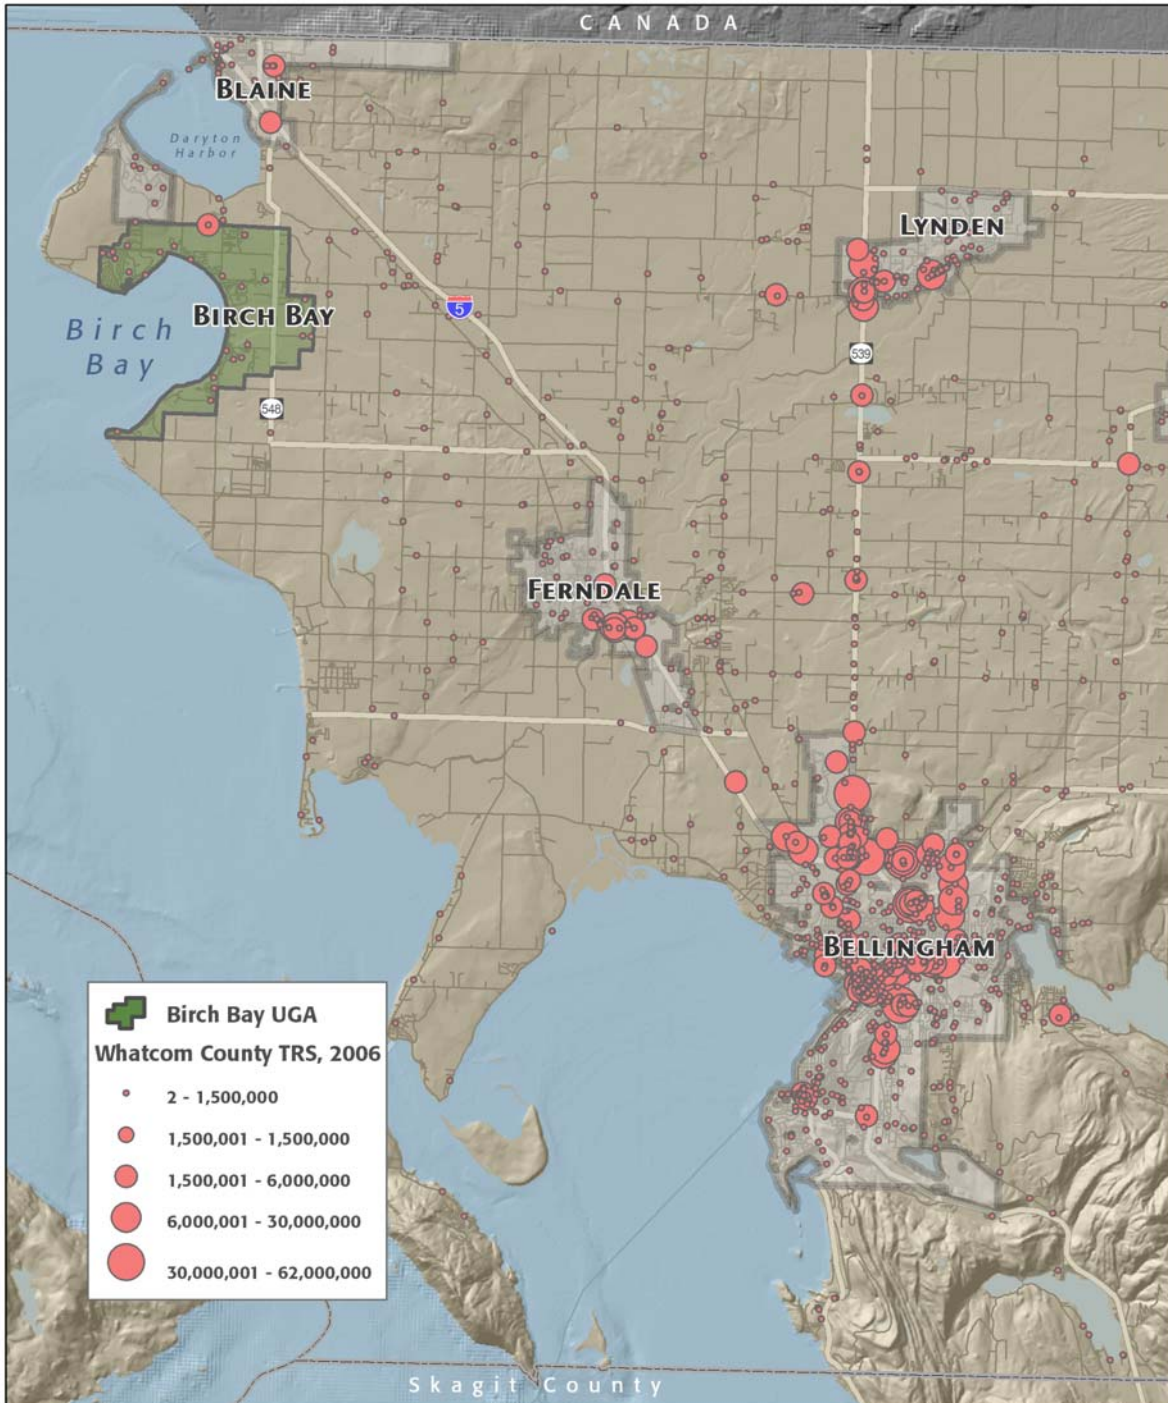 CANADA
BLAINE
Daryton
Harbor
LYNDEN
BIRCH BAY
Birch
Bay
5
539
548
FERNDALE
BELLINGHAM
Birch Bay UGA
Whatcom County TRS, 2006
2 - 1,500,000
1,500,001 - 1,500,000
1,500,001 - 6,000,000
6,000,001 - 30,000,000
30,000,001 - 62,000,000
Skagit County